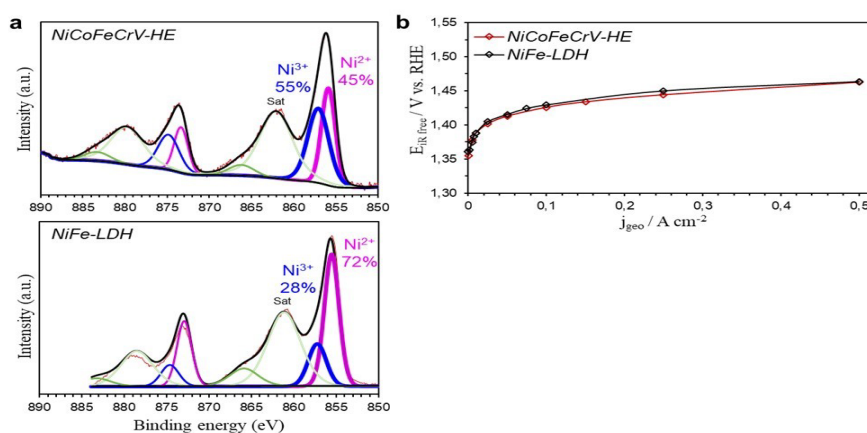 a
NiCoFeCrV-HE
Ni³⁺
55%
Ni²⁺
45%
Sat
Intensity (a.u.)
890 885 880 875 870 865 860 855 850
NiFe-LDH
Ni³⁺
28%
Ni²⁺
72%
Sat
Intensity (a.u.)
890 885 880 875 870 865 860 855 850
Binding energy (eV)
b
NiCoFeCrV-HE
NiFe-LDH
E_iR free / V vs. RHE
1,55
1,50
1,45
1,40
1,35
1,30
0 0,1 0,2 0,3 0,4 0,5
j_geo / A cm⁻²